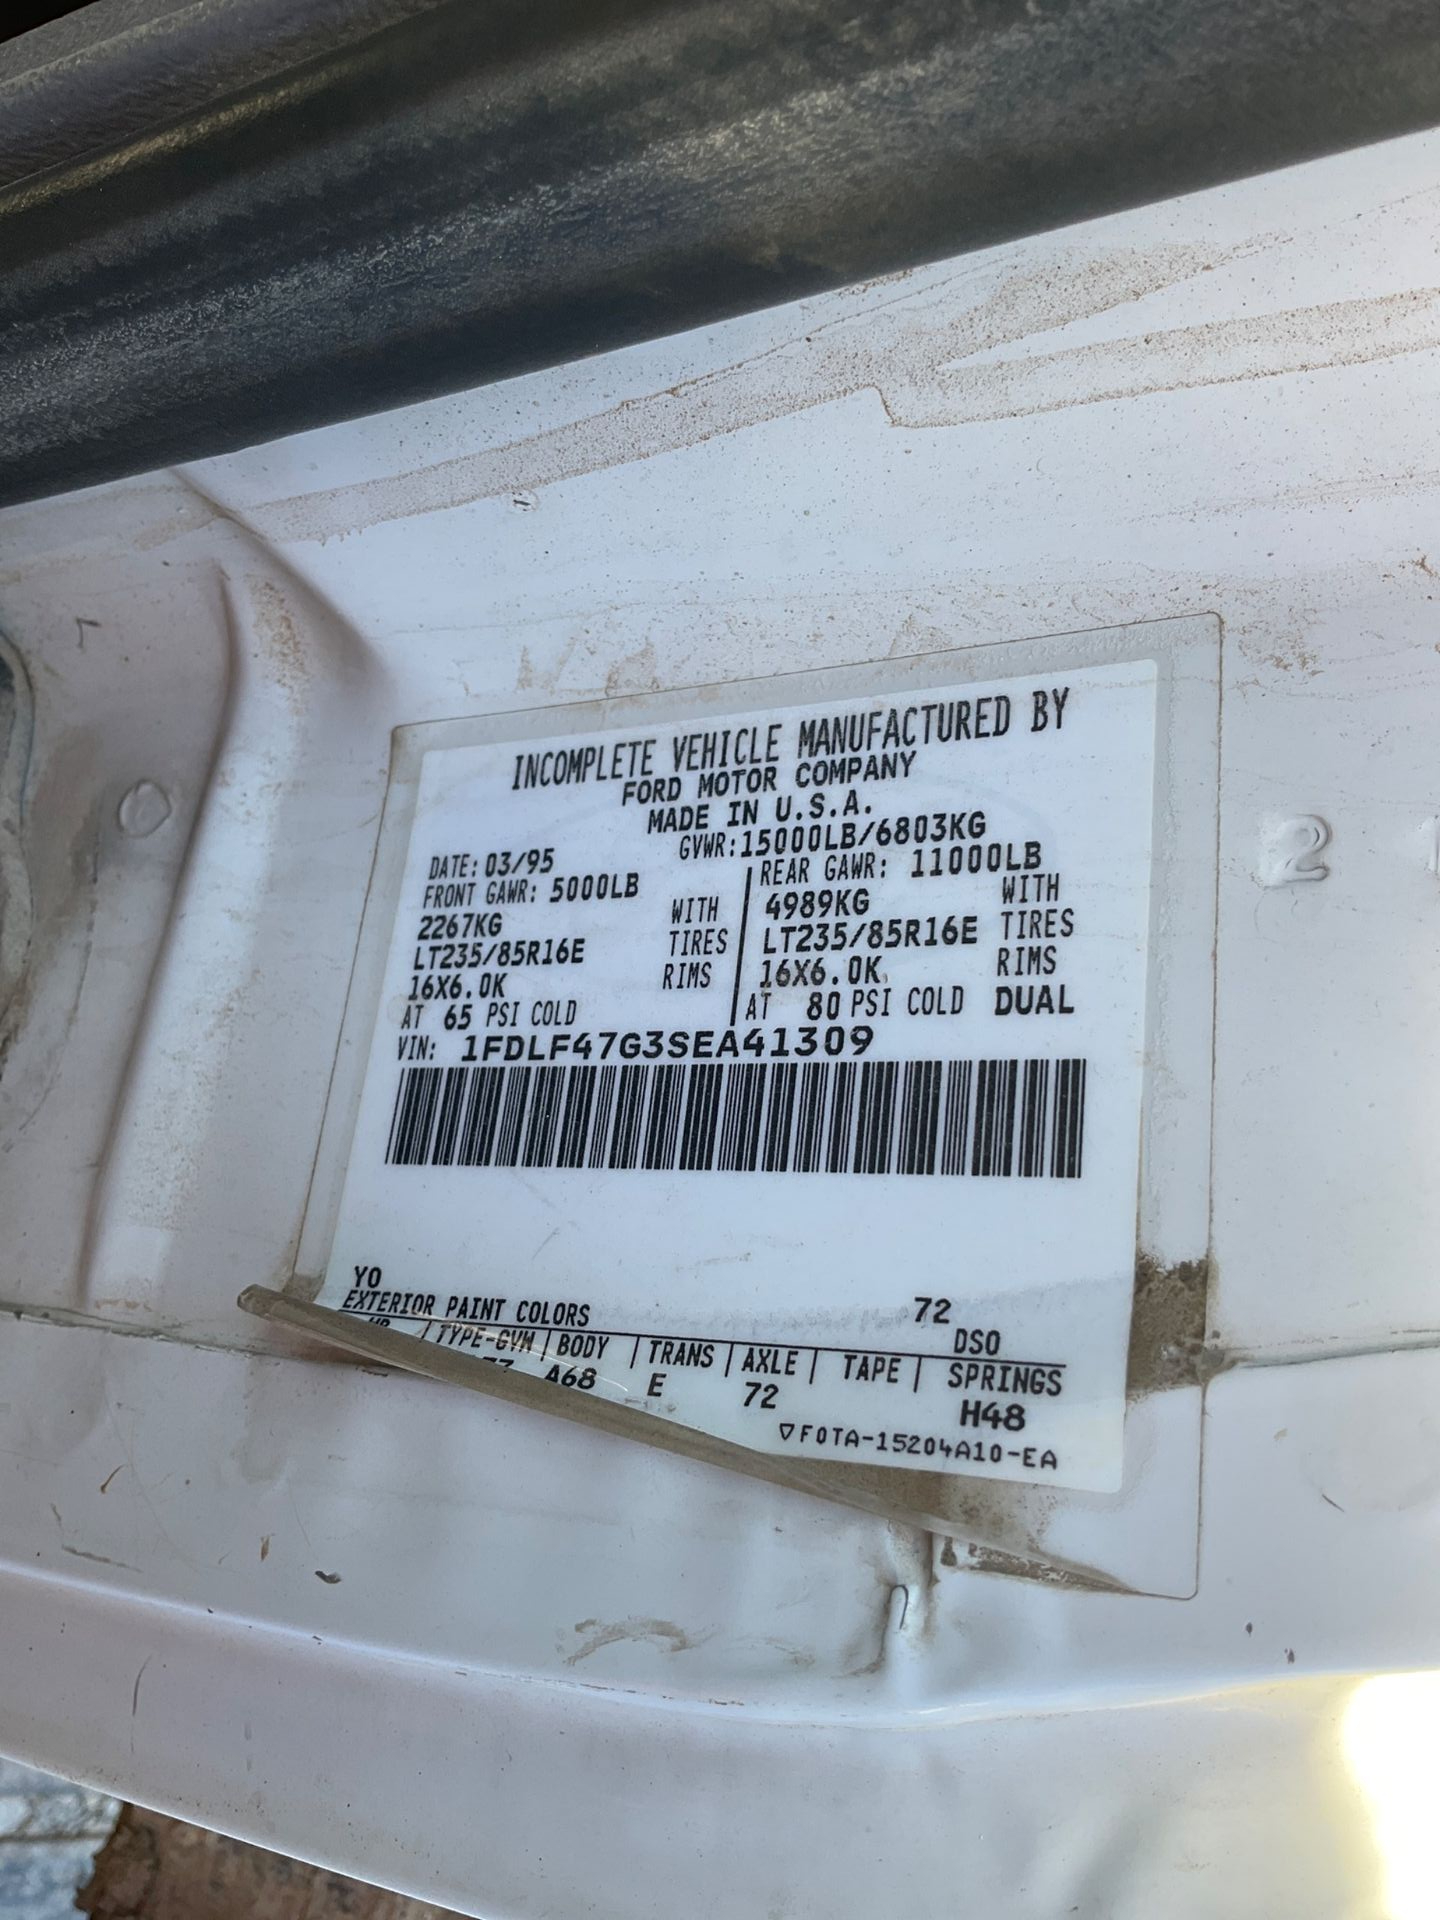 INCOMPLETE VEHICLE MANUFACTURED BY
FORD MOTOR COMPANY
MADE IN U.S.A.
DATE: 03/95 GVWR:15000LB/6803KG
FRONT GAWR: 5000LB REAR GAWR: 11000LB
2267KG WITH 4989KG WITH
LT235/85R16E TIRES LT235/85R16E TIRES
16X6.0K RIMS 16X6.0K RIMS
AT 65 PSI COLD AT 80 PSI COLD DUAL
VIN: 1FDLF47G3SEA41309
YO 72
EXTERIOR PAINT COLORS DSO
TYPE-GVW BODY TRANS AXLE TAPE SPRINGS
A68 E 72 H48
▽F0TA-15204A10-EA
2